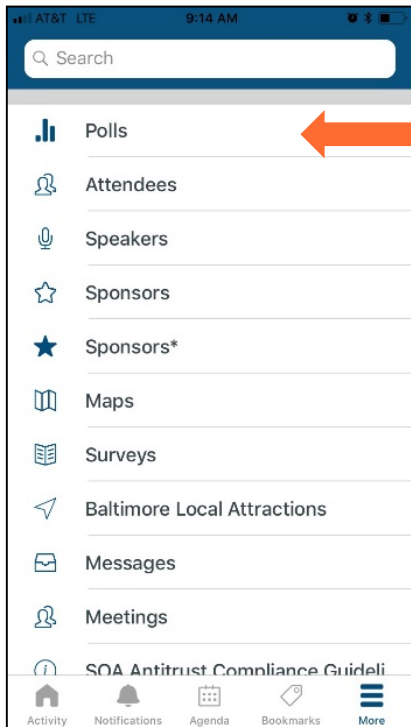 AT&T LTE 9:14 AM
Search
Polls
Attendees
Speakers
Sponsors
Sponsors*
Maps
Surveys
Baltimore Local Attractions
Messages
Meetings
SOA Antitrust Compliance Guideli
Activity Notifications Agenda Bookmarks More